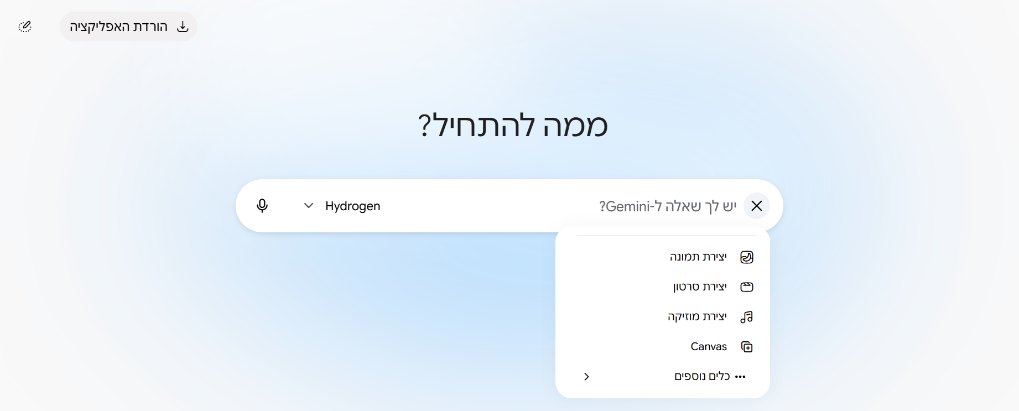 הורדת האפליקציה
ממה להתחיל?
יש לך שאלה ל-Gemini?
Hydrogen
יצירת תמונה
יצירת סרטון
יצירת מוזיקה
Canvas
כלים נוספים